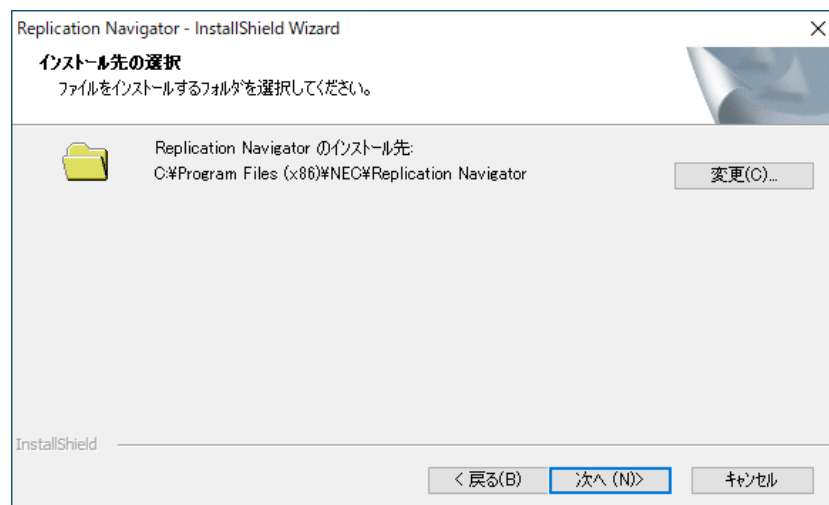 Replication Navigator - InstallShield Wizard
インストール先の選択
ファイルをインストールするフォルダを選択してください。
Replication Navigator のインストール先:
C:¥Program Files (x86)¥NEC¥Replication Navigator
変更(C)...
InstallShield
< 戻る(B)
次へ (N)>
キャンセル